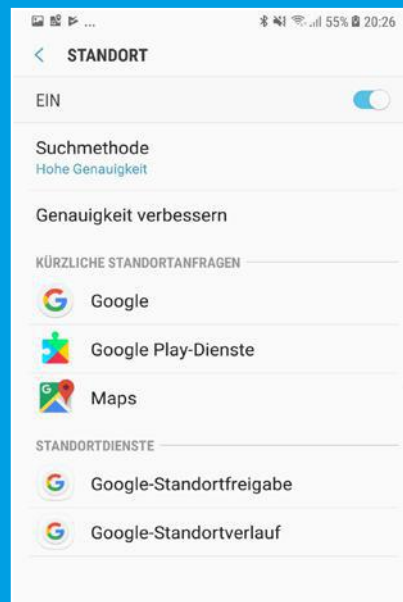 ... 55% 20:26
STANDORT
EIN
Suchmethode
Hohe Genauigkeit
Genauigkeit verbessern
KÜRZLICHE STANDORTANFRAGEN
Google
Google Play-Dienste
Maps
STANDORTDIENSTE
Google-Standortfreigabe
Google-Standortverlauf